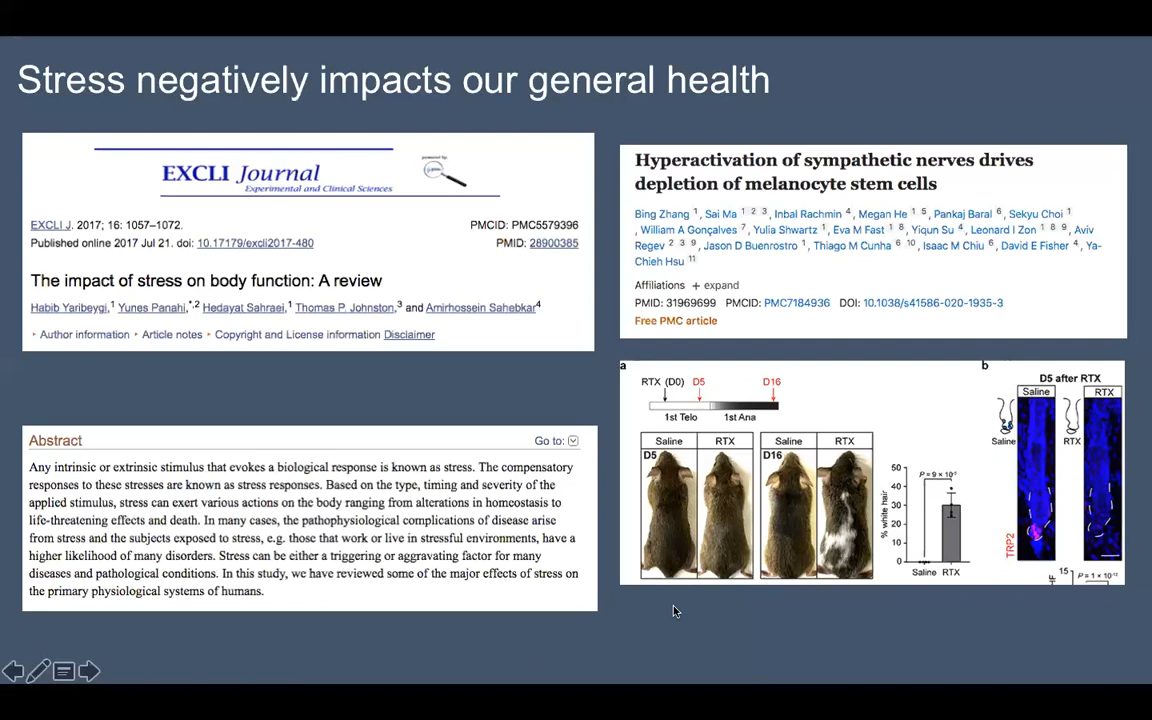 Stress negatively impacts our general health
powered by
EXCLI Journal
Experimental and Clinical Sciences
EXCLI J. 2017; 16: 1057–1072.
PMCID: PMC5579396
Published online 2017 Jul 21. doi: 10.17179/excli2017-480
PMID: 28900385
The impact of stress on body function: A review
Habib Yaribeygi,1 Yunes Panahi,*,2 Hedayat Sahraei,1 Thomas P. Johnston,3 and Amirhossein Sahebkar4
Author information Article notes Copyright and License information Disclaimer
Abstract
Go to:
Any intrinsic or extrinsic stimulus that evokes a biological response is known as stress. The compensatory
responses to these stresses are known as stress responses. Based on the type, timing and severity of the
applied stimulus, stress can exert various actions on the body ranging from alterations in homeostasis to
life-threatening effects and death. In many cases, the pathophysiological complications of disease arise
from stress and the subjects exposed to stress, e.g. those that work or live in stressful environments, have a
higher likelihood of many disorders. Stress can be either a triggering or aggravating factor for many
diseases and pathological conditions. In this study, we have reviewed some of the major effects of stress on
the primary physiological systems of humans.
Hyperactivation of sympathetic nerves drives
depletion of melanocyte stem cells
Bing Zhang 1, Sai Ma 1 2 3, Inbal Rachmin 4, Megan He 1 5, Pankaj Baral 6, Sekyu Choi 1
, William A Gonçalves 7, Yulia Shwartz 1, Eva M Fast 1 8, Yiqun Su 4, Leonard I Zon 1 8 9, Aviv
Regev 2 3 9, Jason D Buenrostro 1, Thiago M Cunha 6 10, Isaac M Chiu 6, David E Fisher 4, Ya-
Chieh Hsu 11
Affiliations + expand
PMID: 31969699 PMCID: PMC7184936 DOI: 10.1038/s41586-020-1935-3
Free PMC article
a
RTX (D0) D5 D16
1st Telo 1st Ana
Saline RTX Saline RTX
D5 D16
% white hair
50
40
30
20
10
0
Saline RTX
b
D5 after RTX
Saline RTX
Saline RTX
TRP2
15